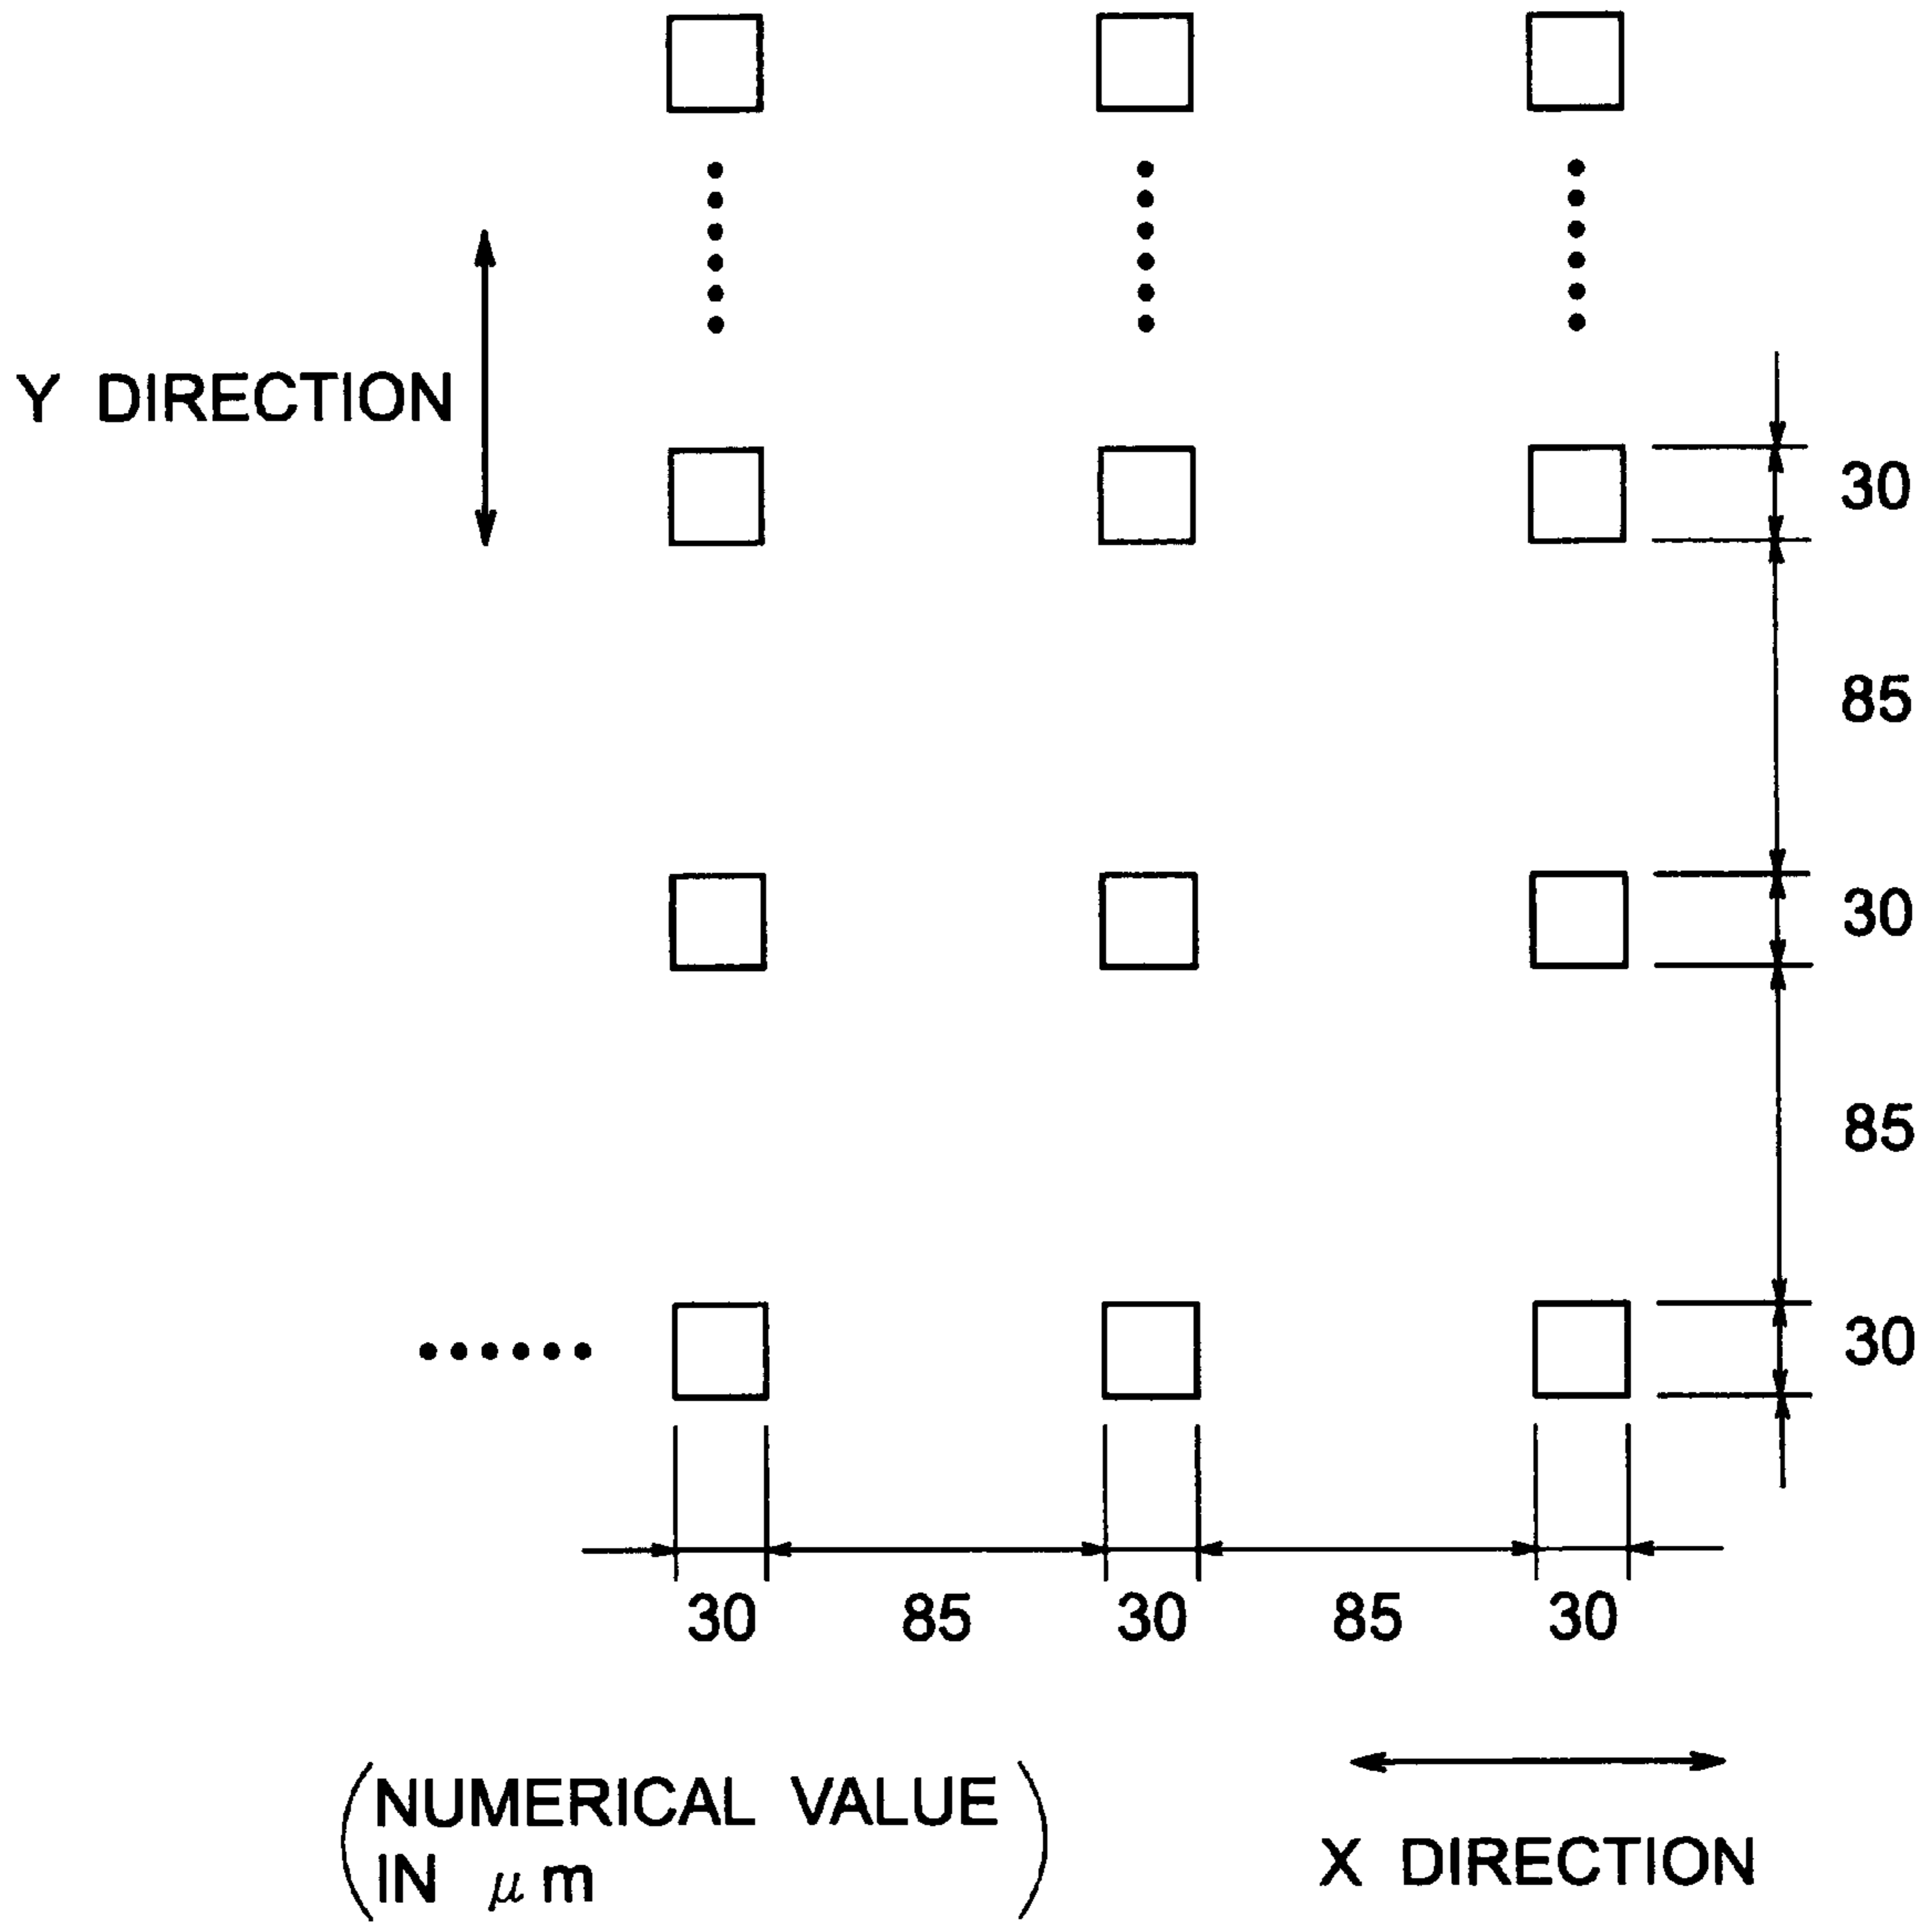 Y DIRECTION
30
85
30
85
30
30 85 30 85 30
(NUMERICAL VALUE
IN μm)
X DIRECTION